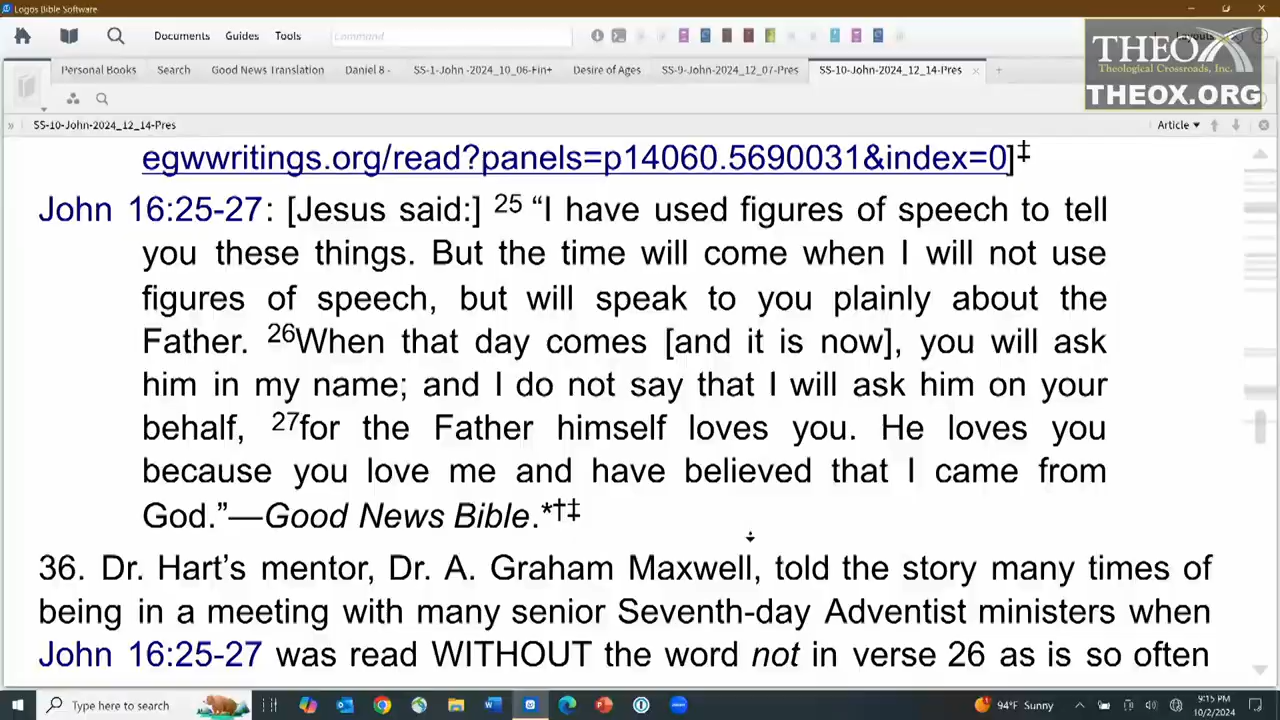 Logos Bible Software
Documents Guides Tools Command
THEOX
Theological Crossroads, Inc.
THEOX.ORG
Personal Books Search Good News Translation Daniel 8 - Desire of Ages SS-9-John-2024_12_07-Pres SS-10-John-2024_12_14-Pres
SS-10-John-2024_12_14-Pres Article
egwwritings.org/read?panels=p14060.5690031&index=0]‡
John 16:25-27: [Jesus said:] 25 “I have used figures of speech to tell
you these things. But the time will come when I will not use
figures of speech, but will speak to you plainly about the
Father. 26When that day comes [and it is now], you will ask
him in my name; and I do not say that I will ask him on your
behalf, 27for the Father himself loves you. He loves you
because you love me and have believed that I came from
God.”—Good News Bible.*†‡
36. Dr. Hart’s mentor, Dr. A. Graham Maxwell, told the story many times of
being in a meeting with many senior Seventh-day Adventist ministers when
John 16:25-27 was read WITHOUT the word not in verse 26 as is so often
Type here to search 94°F Sunny 9:15 PM
10/2/2024